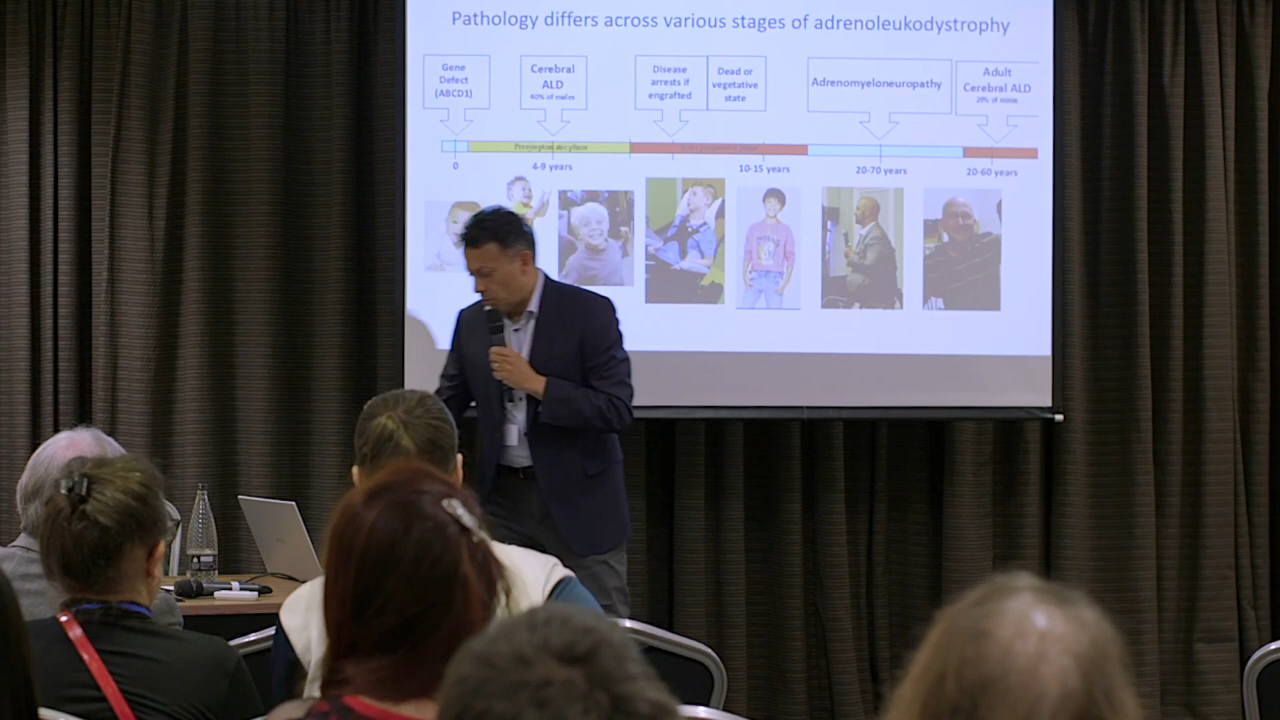 Pathology differs across various stages of adrenoleukodystrophy
Gene
Defect
(ABCD1)
Cerebral
ALD
40% of males
Disease
arrests if
engrafted
Dead or
vegetative
state
Adrenomyeloneuropathy
Adult
Cerebral ALD
20% of males
Presymptomatic phase
0
4-9 years
10-15 years
20-70 years
20-60 years